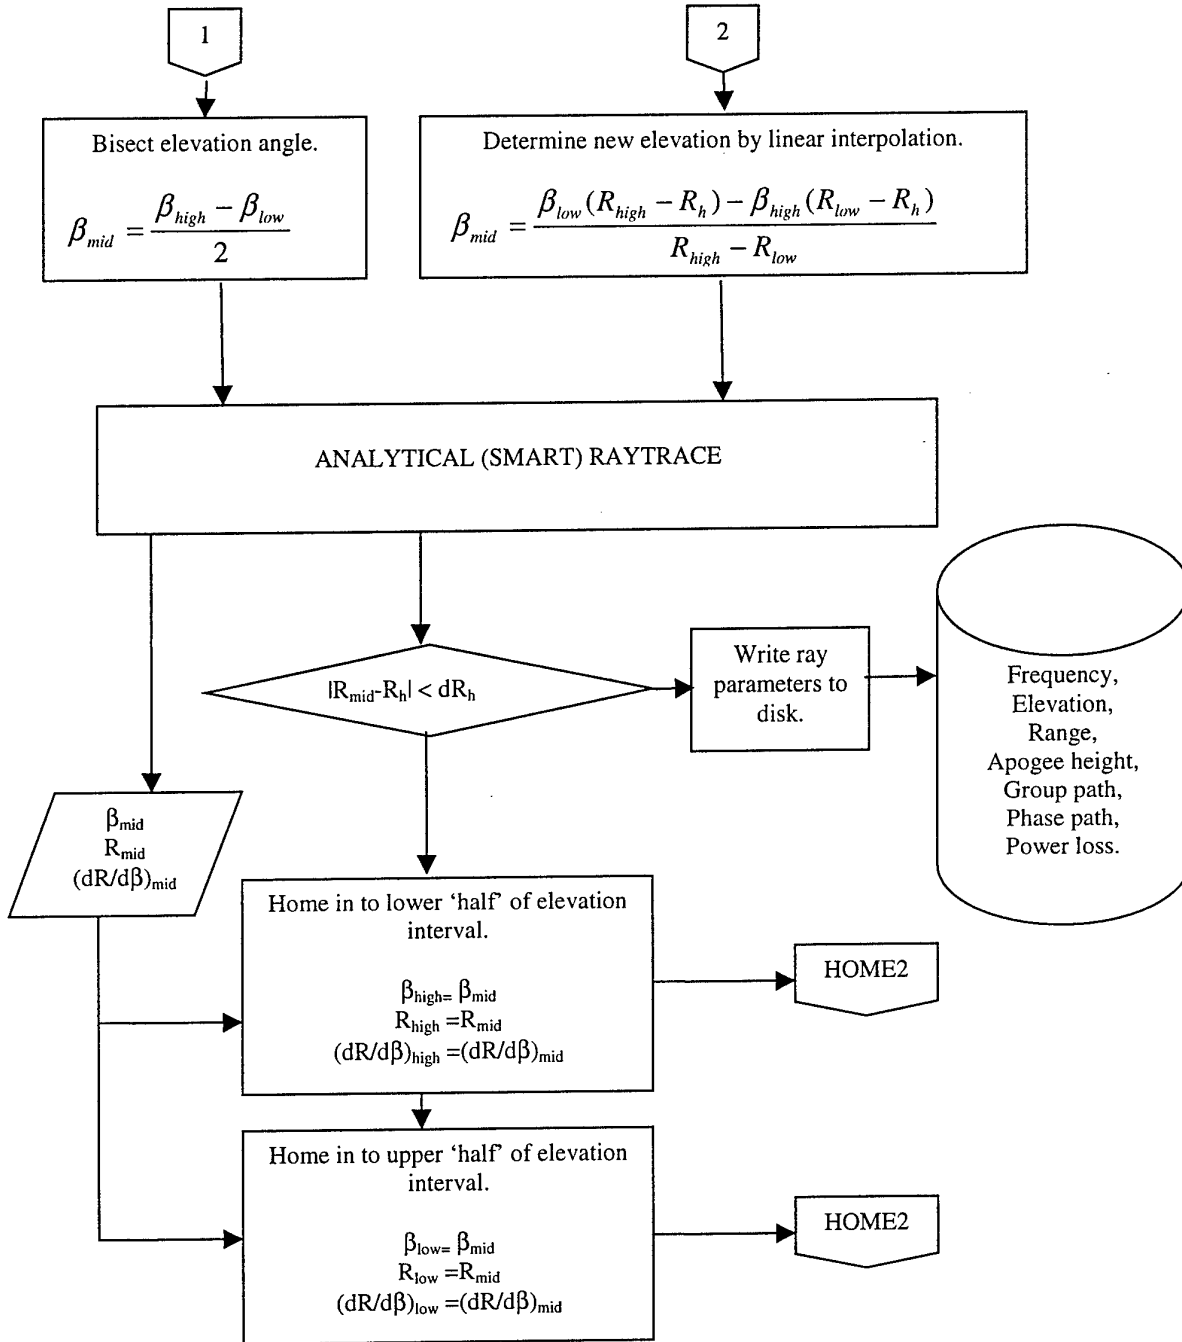 1
2
Bisect elevation angle.
β_mid = (β_high − β_low) / 2
Determine new elevation by linear interpolation.
β_mid = (β_low (R_high − R_h) − β_high (R_low − R_h)) / (R_high − R_low)
ANALYTICAL (SMART) RAYTRACE
|R_mid-R_h| < dR_h
Write ray
parameters to
disk.
Frequency,
Elevation,
Range,
Apogee height,
Group path,
Phase path,
Power loss.
β_mid
R_mid
(dR/dβ)_mid
Home in to lower ‘half’ of elevation
interval.
β_high= β_mid
R_high =R_mid
(dR/dβ)_high =(dR/dβ)_mid
HOME2
Home in to upper ‘half’ of elevation
interval.
β_low= β_mid
R_low =R_mid
(dR/dβ)_low =(dR/dβ)_mid
HOME2